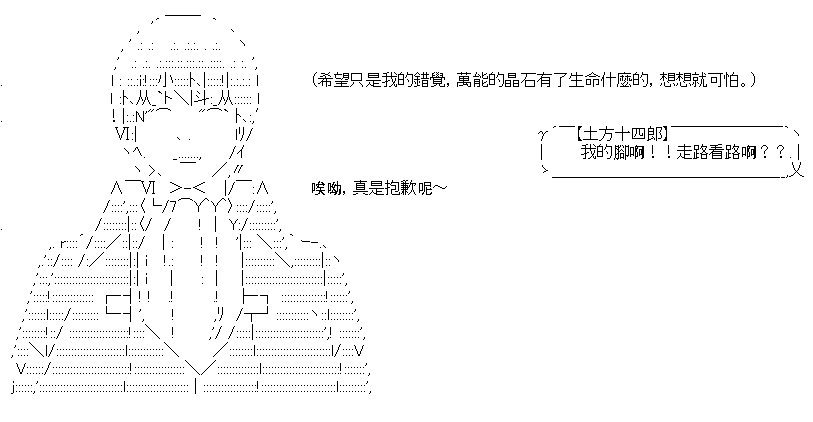 (希望只是我的錯覺，萬能的晶石有了生命什麼的，想想就可怕。)
【土方十四郎】
我的腳啊！！走路看路啊？？.
唉呦，真是抱歉呢～